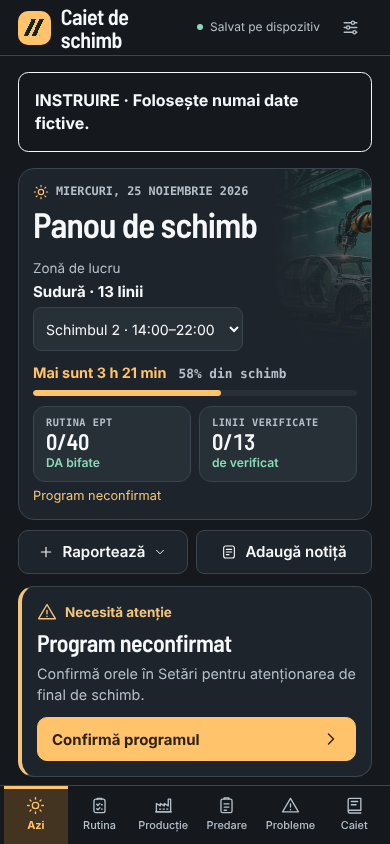 Caiet de
schimb
Salvat pe dispozitiv
INSTRUIRE · Folosește numai date
fictive.
MIERCURI, 25 NOIEMBRIE 2026
Panou de schimb
Zonă de lucru
Sudură · 13 linii
Schimbul 2 · 14:00–22:00
Mai sunt 3 h 21 min 58% din schimb
RUTINA EPT
0/40
DA bifate
LINII VERIFICATE
0/13
de verificat
Program neconfirmat
Raportează
Adaugă notiță
Necesită atenție
Program neconfirmat
Confirmă orele în Setări pentru atenționarea de
final de schimb.
Confirmă programul
Azi Rutina Producție Predare Probleme Caiet